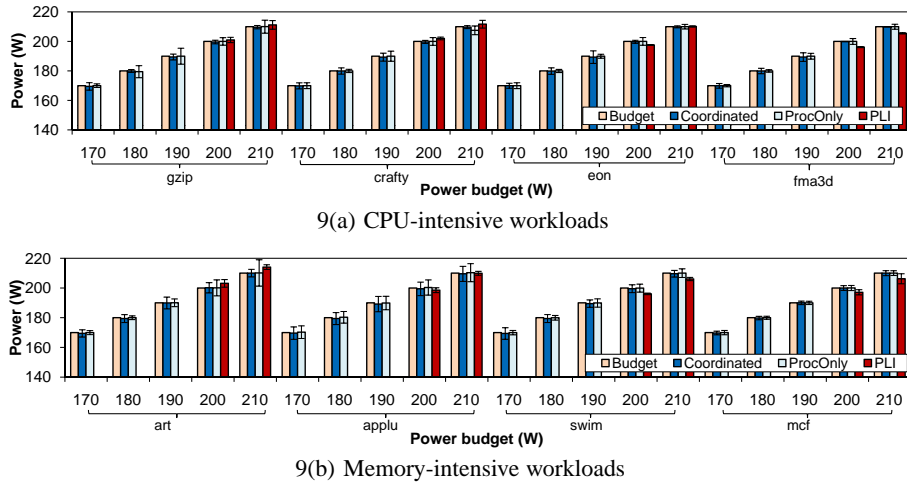 220
200
180
160
140
Power (W)
Budget Coordinated ProcOnly PLI
170 180 190 200 210 170 180 190 200 210 170 180 190 200 210 170 180 190 200 210
gzip crafty eon fma3d
Power budget (W)
9(a) CPU-intensive workloads
220
200
180
160
140
Power (W)
Budget Coordinated ProcOnly PLI
170 180 190 200 210 170 180 190 200 210 170 180 190 200 210 170 180 190 200 210
art applu swim mcf
Power budget (W)
9(b) Memory-intensive workloads